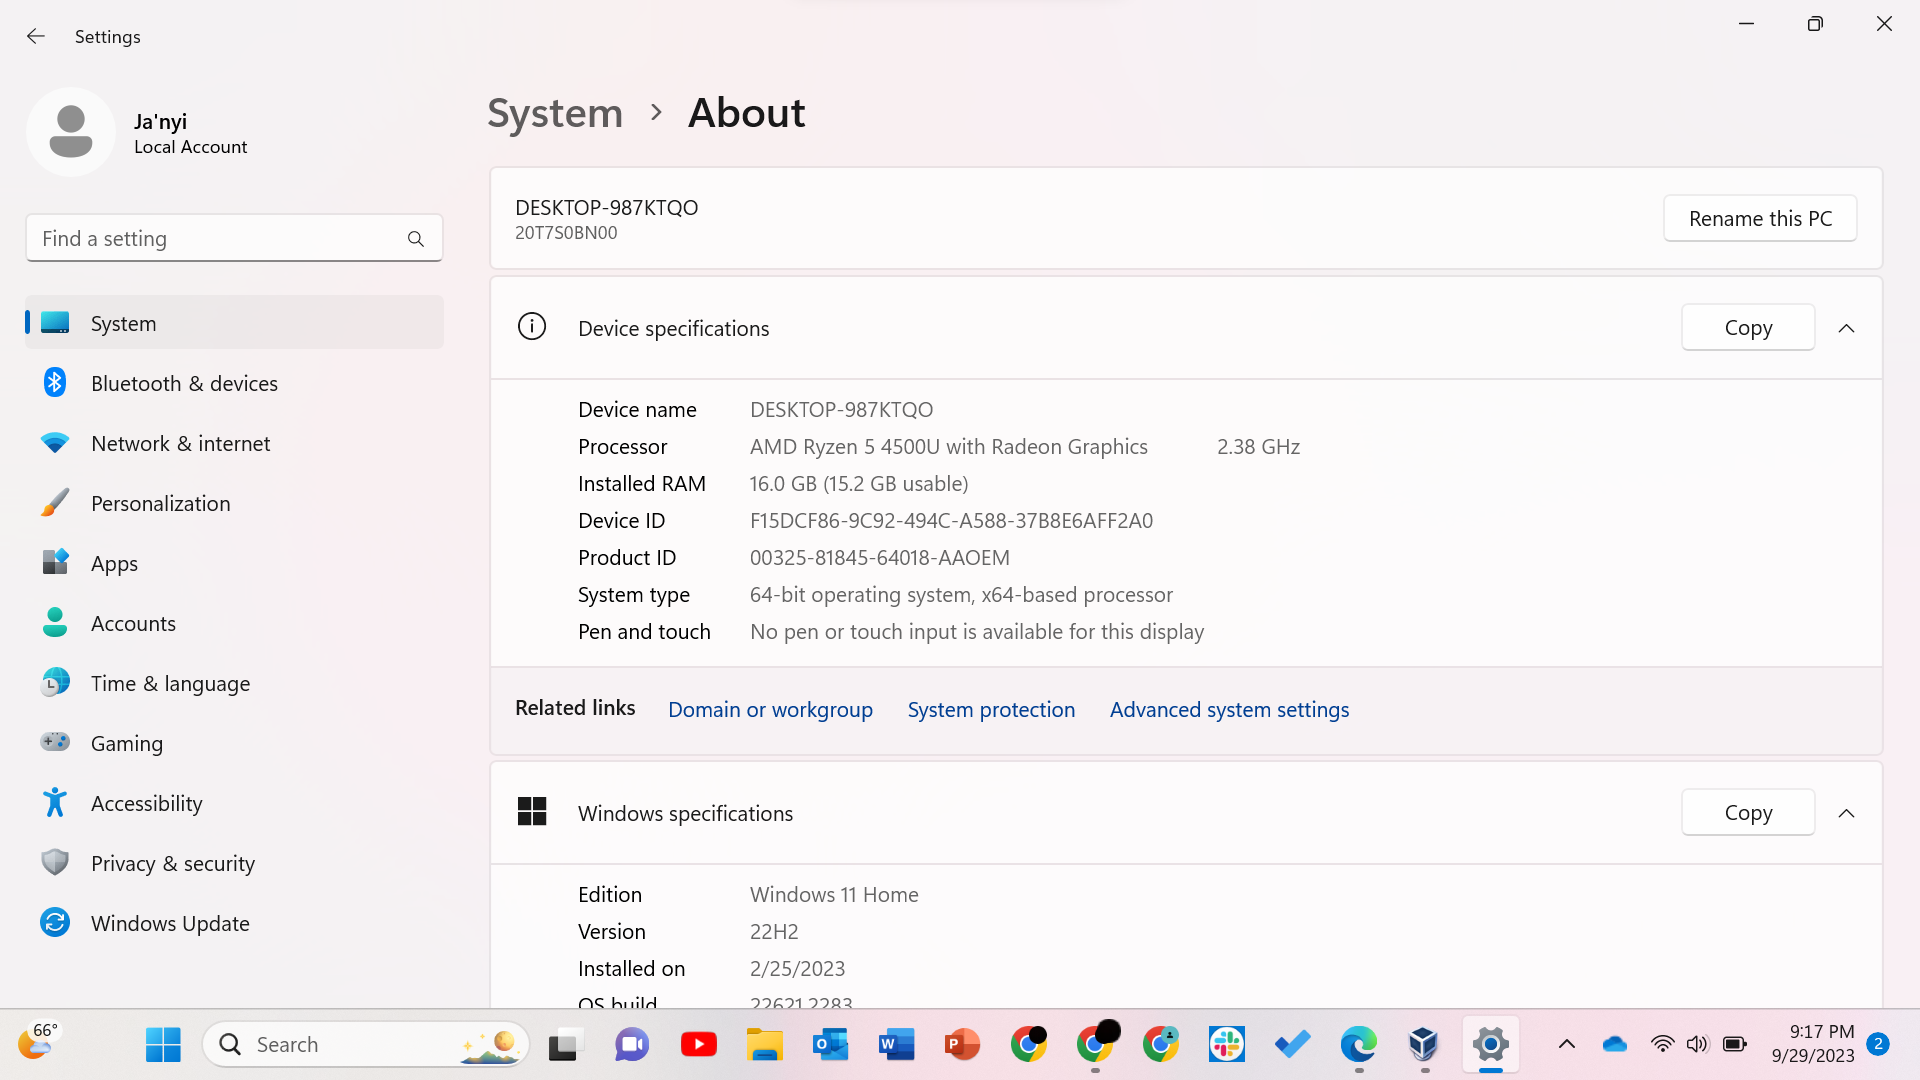 Settings
Ja'nyi
Local Account
Find a setting
System
Bluetooth & devices
Network & internet
Personalization
Apps
Accounts
Time & language
Gaming
Accessibility
Privacy & security
Windows Update
System > About
DESKTOP-987KTQO
20T7S0BN00
Rename this PC
Device specifications
Copy
Device name DESKTOP-987KTQO
Processor AMD Ryzen 5 4500U with Radeon Graphics 2.38 GHz
Installed RAM 16.0 GB (15.2 GB usable)
Device ID F15DCF86-9C92-494C-A588-37B8E6AFF2A0
Product ID 00325-81845-64018-AAOEM
System type 64-bit operating system, x64-based processor
Pen and touch No pen or touch input is available for this display
Related links Domain or workgroup System protection Advanced system settings
Windows specifications
Copy
Edition Windows 11 Home
Version 22H2
Installed on 2/25/2023
OS build 22621.2283
66°
Search
9:17 PM
9/29/2023
2